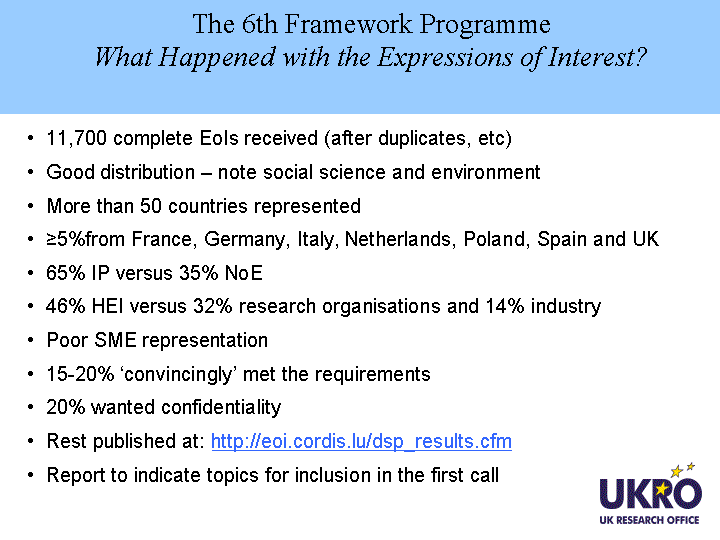 The 6th Framework Programme
What Happened with the Expressions of Interest?
• 11,700 complete EoIs received (after duplicates, etc)
• Good distribution – note social science and environment
• More than 50 countries represented
• ≥5%from France, Germany, Italy, Netherlands, Poland, Spain and UK
• 65% IP versus 35% NoE
• 46% HEI versus 32% research organisations and 14% industry
• Poor SME representation
• 15-20% ‘convincingly’ met the requirements
• 20% wanted confidentiality
• Rest published at: http://eoi.cordis.lu/dsp_results.cfm
• Report to indicate topics for inclusion in the first call
UKRO
UK RESEARCH OFFICE